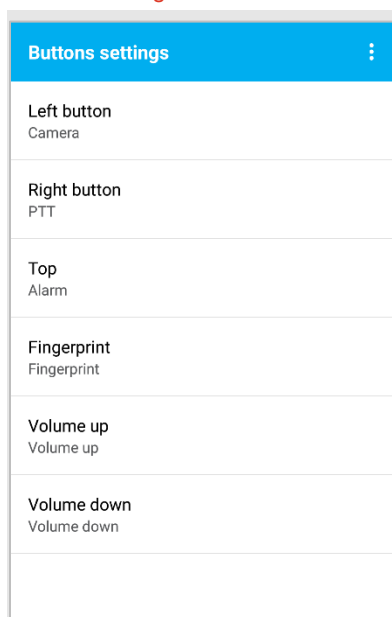 Buttons settings
Left button
Camera
Right button
PTT
Top
Alarm
Fingerprint
Fingerprint
Volume up
Volume up
Volume down
Volume down